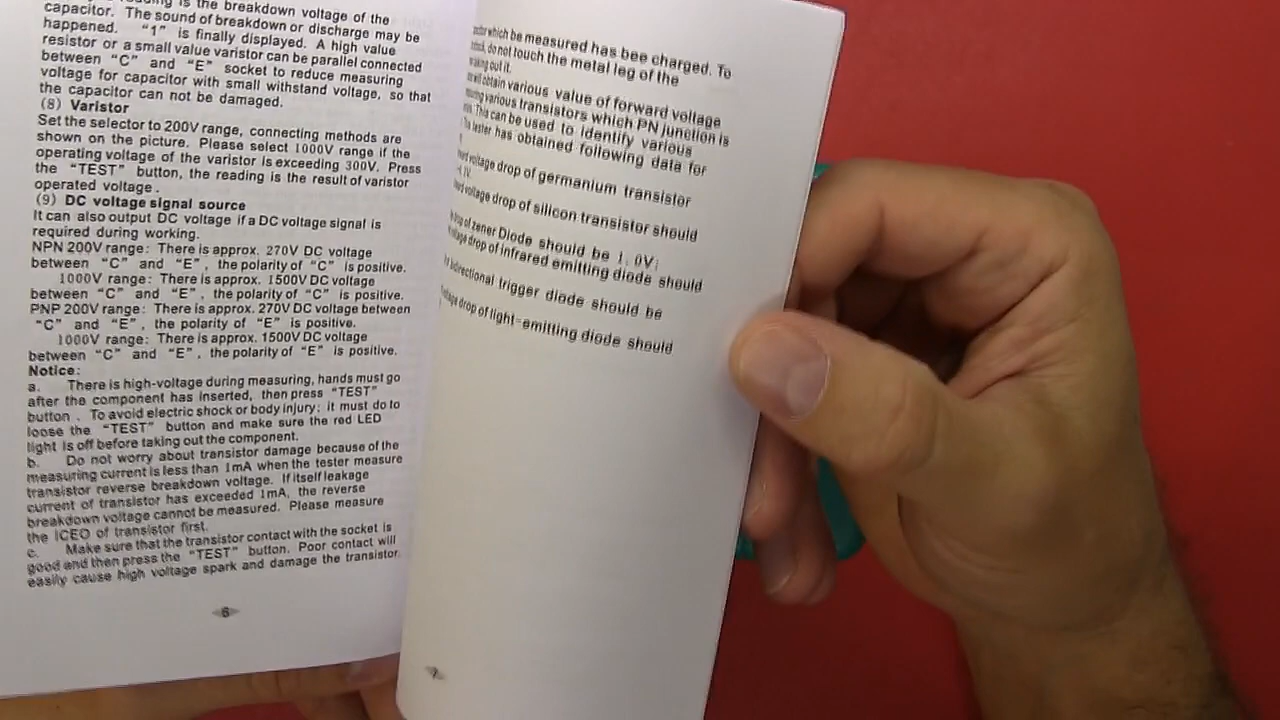 is the breakdown voltage of the
capacitor. The sound of breakdown or discharge may be
happened. “1” is finally displayed. A high value
resistor or a small value varistor can be parallel connected
between “C” and “E” socket to reduce measuring
voltage for capacitor with small withstand voltage, so that
the capacitor can not be damaged.
(8) Varistor
Set the selector to 200V range, connecting methods are
shown on the picture. Please select 1000V range if the
operating voltage of the varistor is exceeding 300V. Press
the “TEST” button, the reading is the result of varistor
operated voltage.
(9) DC voltage signal source
It can also output DC voltage if a DC voltage signal is
required during working.
NPN 200V range: There is approx. 270V DC voltage
between “C” and “E”, the polarity of “C” is positive.
1000V range: There is approx. 1500V DC voltage
between “C” and “E”, the polarity of “C” is positive.
PNP 200V range: There is approx. 270V DC voltage between
“C” and “E”, the polarity of “E” is positive.
1000V range: There is approx. 1500V DC voltage
between “C” and “E”, the polarity of “E” is positive.
Notice:
a. There is high-voltage during measuring, hands must go
after the component has inserted, then press “TEST”
button. To avoid electric shock or body injury: it must do to
loose the “TEST” button and make sure the red LED
light is off before taking out the component.
b. Do not worry about transistor damage because of the
measuring current is less than 1mA when the tester measure
transistor reverse breakdown voltage. If itself leakage
current of transistor has exceeded 1mA, the reverse
breakdown voltage cannot be measured. Please measure
the ICEO of transistor first.
c. Make sure that the transistor contact with the socket is
good and then press the “TEST” button. Poor contact will
easily cause high voltage spark and damage the transistor.
6
which be measured has bee charged. To
do not touch the metal leg of the
out it.
obtain various value of forward voltage
various transistors which PN junction is
This can be used to identify various
tester has obtained following data for
voltage drop of germanium transistor
voltage drop of silicon transistor should
drop of zener Diode should be 1.0V;
voltage drop of infrared emitting diode should
bidirectional trigger diode should be
drop of light-emitting diode should
7